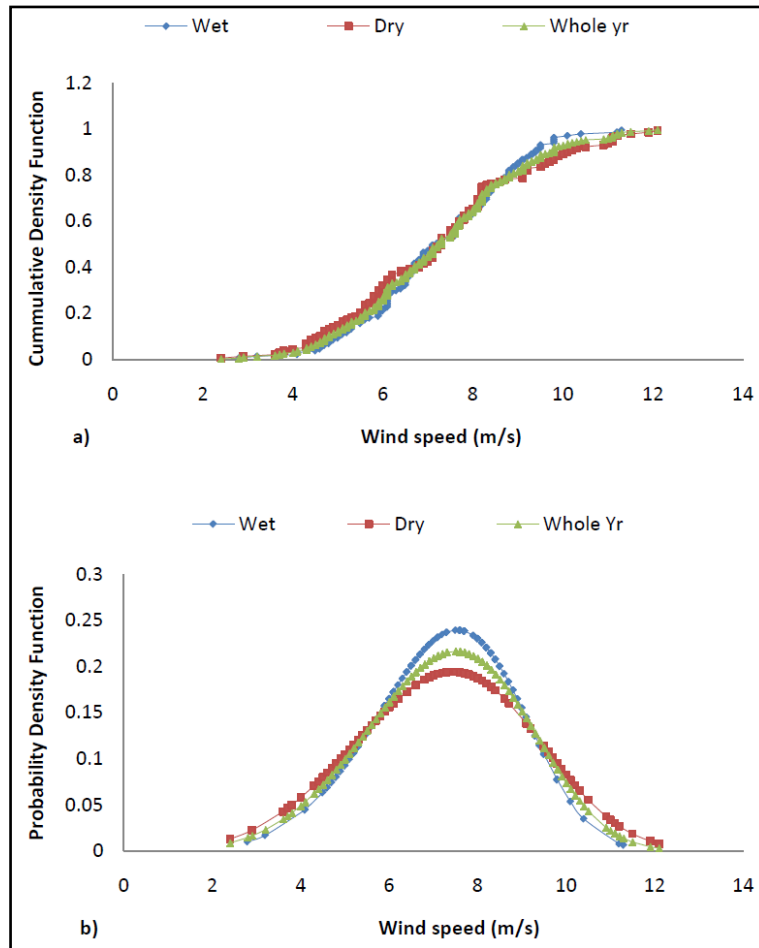 Wet Dry Whole yr
Cummulative Density Function
1.2
1
0.8
0.6
0.4
0.2
0
0 2 4 6 8 10 12 14
a) Wind speed (m/s)
Wet Dry Whole Yr
Probability Density Function
0.3
0.25
0.2
0.15
0.1
0.05
0
0 2 4 6 8 10 12 14
b) Wind speed (m/s)